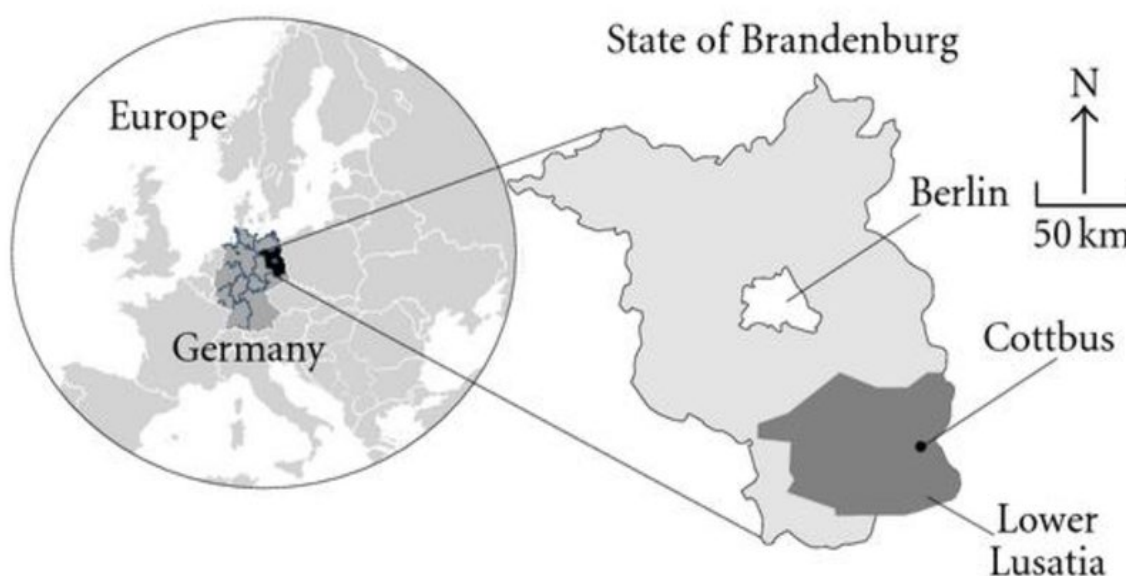 State of Brandenburg
Europe
N
Berlin
50 km
Germany
Cottbus
Lower
Lusatia